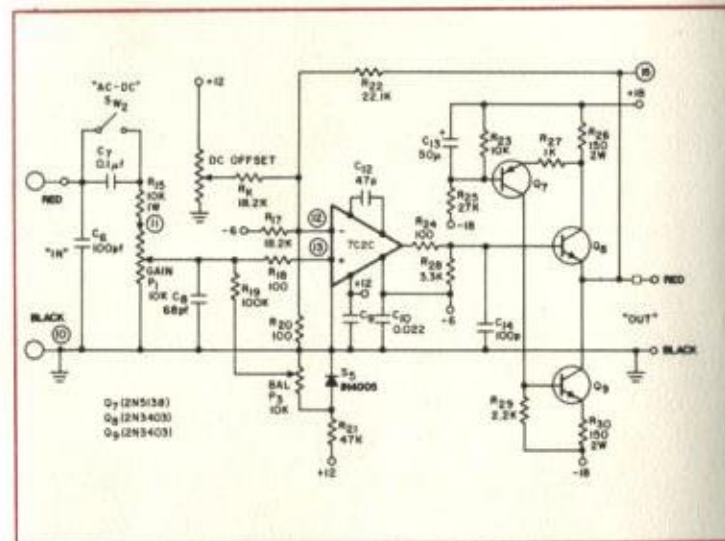 "AC-DC"
SW2
+12
R22
22.1K
15
+18
C7
0.1µf
DC OFFSET
RK
18.2K
C12
47p
C13
50µ
+
R23
10K
R27
1K
R26
150
2W
Q7
RED
R15
10K
1W
11
-6
R17
18.2K
12
-
13
+
7C2C
R25
27K
-18
R24
100
Q8
C6
100pf
"IN"
GAIN
P1
10K
C8
68pf
R18
100
R19
100K
+12
R28
3.3K
-6
RED
BLACK
10
R20
100
C9
C10
0.022
C14
100p
"OUT"
BLACK
BAL
P3
10K
S5
IN4005
Q7 (2N5138)
Q8 (2N3403)
Q9 (2N3403)
R21
47K
+12
R29
2.2K
Q9
R30
150
2W
-18